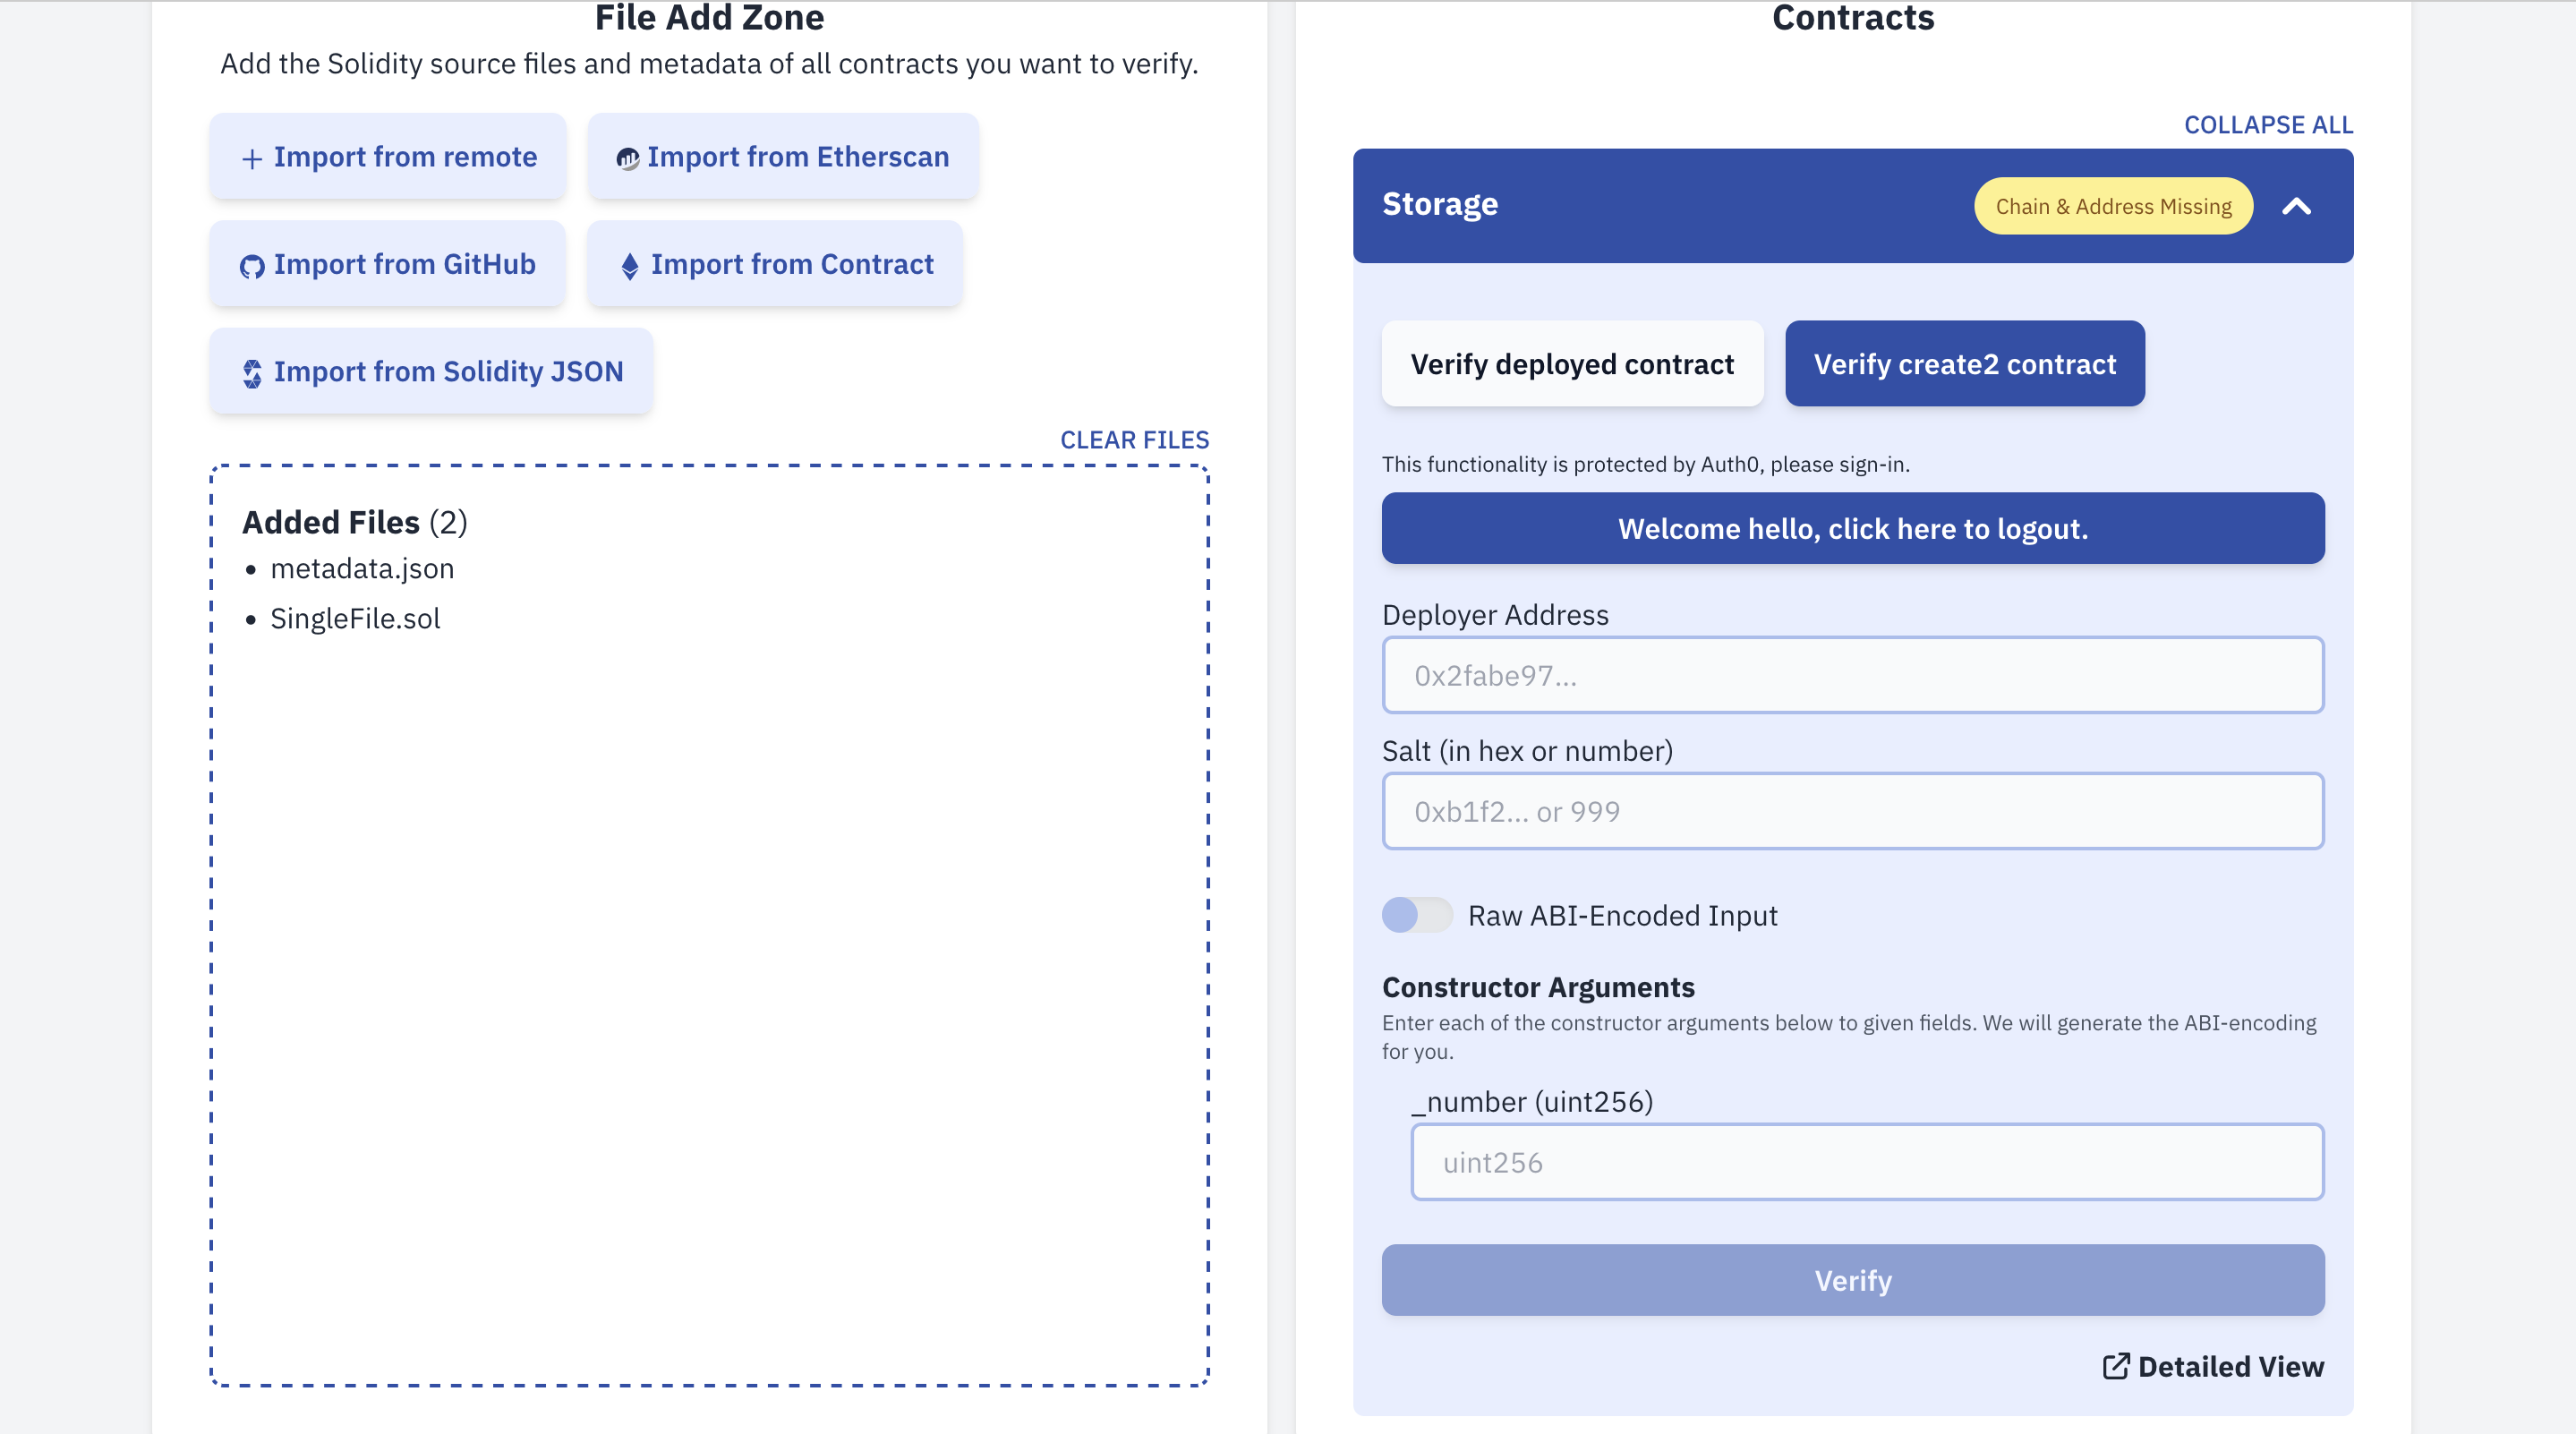 File Add Zone
Add the Solidity source files and metadata of all contracts you want to verify.
Import from remote
Import from Etherscan
Import from GitHub
Import from Contract
Import from Solidity JSON
CLEAR FILES
Added Files (2)
• metadata.json
• SingleFile.sol
Contracts
COLLAPSE ALL
Storage
Chain & Address Missing
Verify deployed contract
Verify create2 contract
This functionality is protected by Auth0, please sign-in.
Welcome hello, click here to logout.
Deployer Address
0x2fabe97...
Salt (in hex or number)
0xb1f2... or 999
Raw ABI-Encoded Input
Constructor Arguments
Enter each of the constructor arguments below to given fields. We will generate the ABI-encoding
for you.
_number (uint256)
uint256
Verify
Detailed View